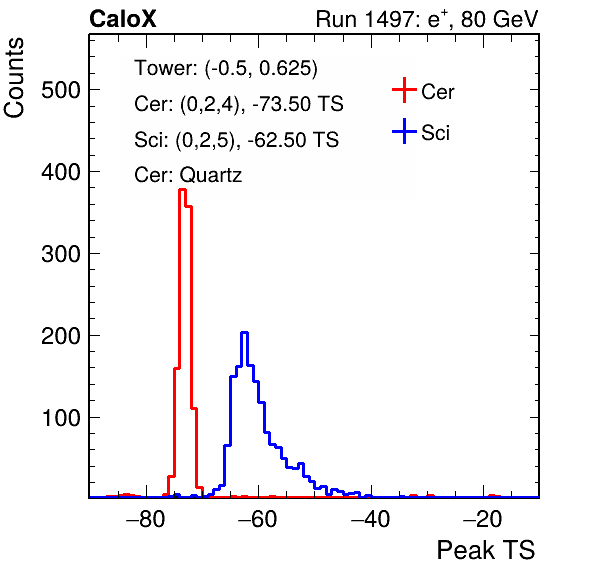 CaloX
Run 1497: e⁺, 80 GeV
Counts
Tower: (-0.5, 0.625)
Cer: (0,2,4), -73.50 TS
Sci: (0,2,5), -62.50 TS
Cer: Quartz
Cer
Sci
500
400
300
200
100
−80
−60
−40
−20
Peak TS